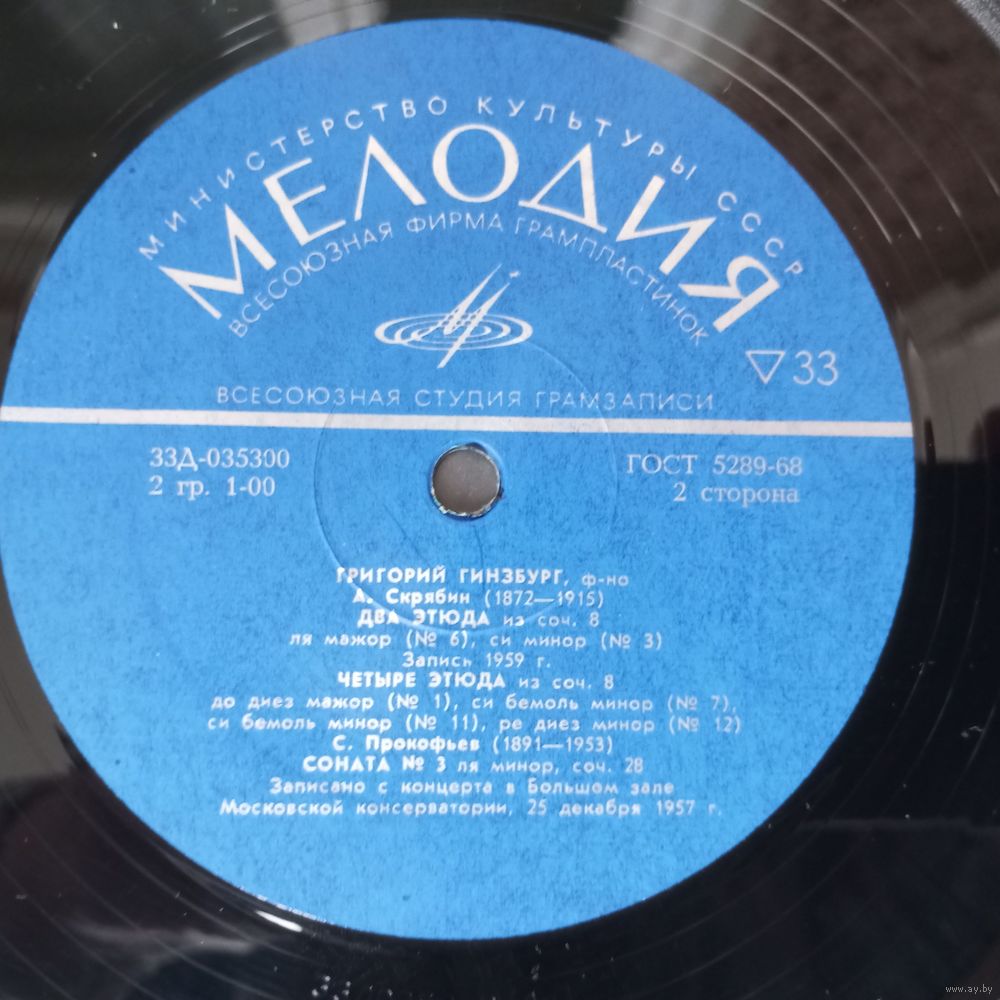 МИНИСТЕРСТВО КУЛЬТУРЫ СССР
МЕЛОДИЯ
ВСЕСОЮЗНАЯ ФИРМА ГРАМПЛАСТИНОК
▽33
ВСЕСОЮЗНАЯ СТУДИЯ ГРАМЗАПИСИ
33Д-035300
ГОСТ 5289-68
2 гр. 1-00
2 сторона
ГРИГОРИЙ ГИНЗБУРГ, ф-но
А. Скрябин (1872—1915)
ДВА ЭТЮДА из соч. 8
ля мажор (№ 6), си минор (№ 3)
Запись 1959 г.
ЧЕТЫРЕ ЭТЮДА из соч. 8
до диез мажор (№ 1), си бемоль минор (№ 7),
си бемоль минор (№ 11), ре диез минор (№ 12)
С. Прокофьев (1891—1953)
СОНАТА № 3 ля минор, соч. 28
Записано с концерта в Большом зале
Московской консерватории, 25 декабря 1957 г.
www.ay.by